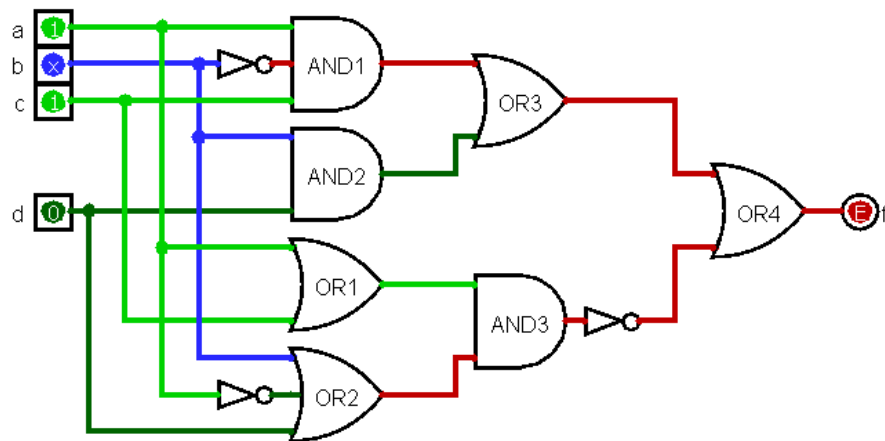 a 1
b x
c 1
AND1
OR3
AND2
d 0
OR4
E f
OR1
AND3
OR2